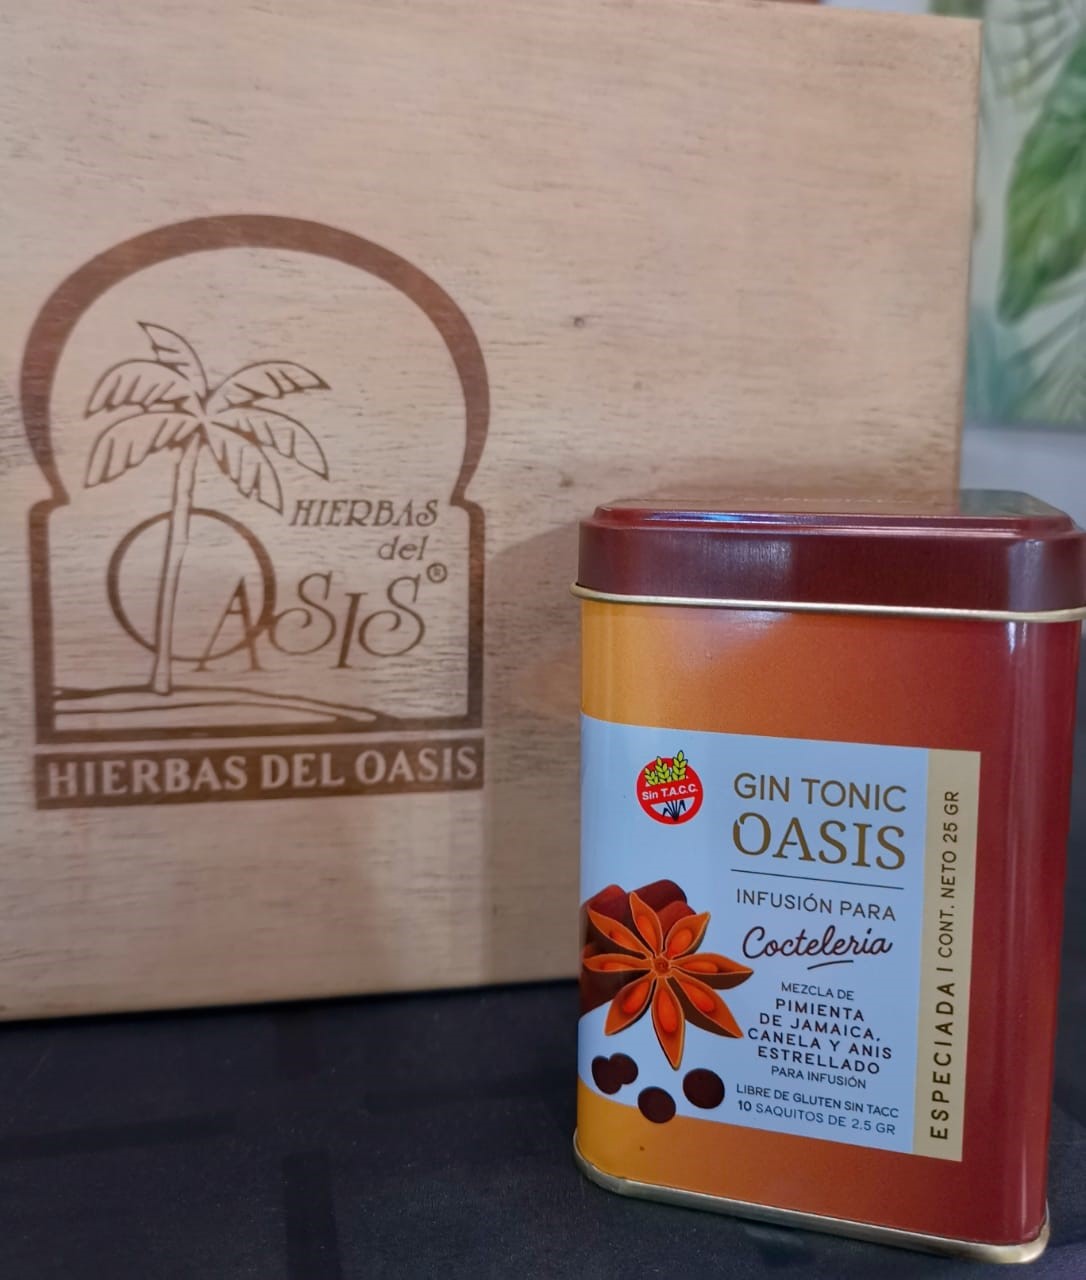 HIERBAS
del
OASIS®
HIERBAS DEL OASIS
Sin T.A.C.C.
GIN TONIC
OASIS
INFUSIÓN PARA
Coctelería
MEZCLA DE
PIMIENTA
DE JAMAICA,
CANELA Y ANIS
ESTRELLADO
PARA INFUSIÓN
LIBRE DE GLUTEN SIN TACC
10 SAQUITOS DE 2.5 GR
ESPECIADA | CONT. NETO 25 GR